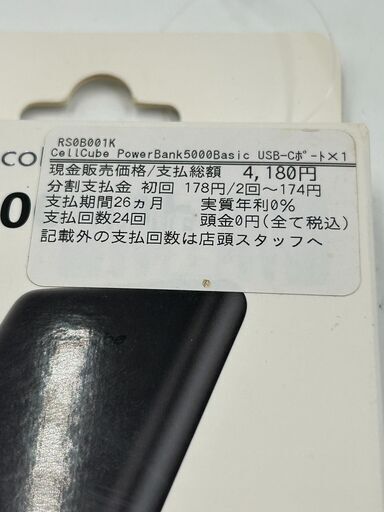 RS0B001K
CellCube PowerBank5000Basic USB-Cﾎﾟｰﾄ×1
現金販売価格/支払総額 4,180円
分割支払金 初回 178円/2回～174円
支払期間26ヵ月 実質年利0%
支払回数24回 頭金0円(全て税込)
記載外の支払回数は店頭スタッフへ
co
0